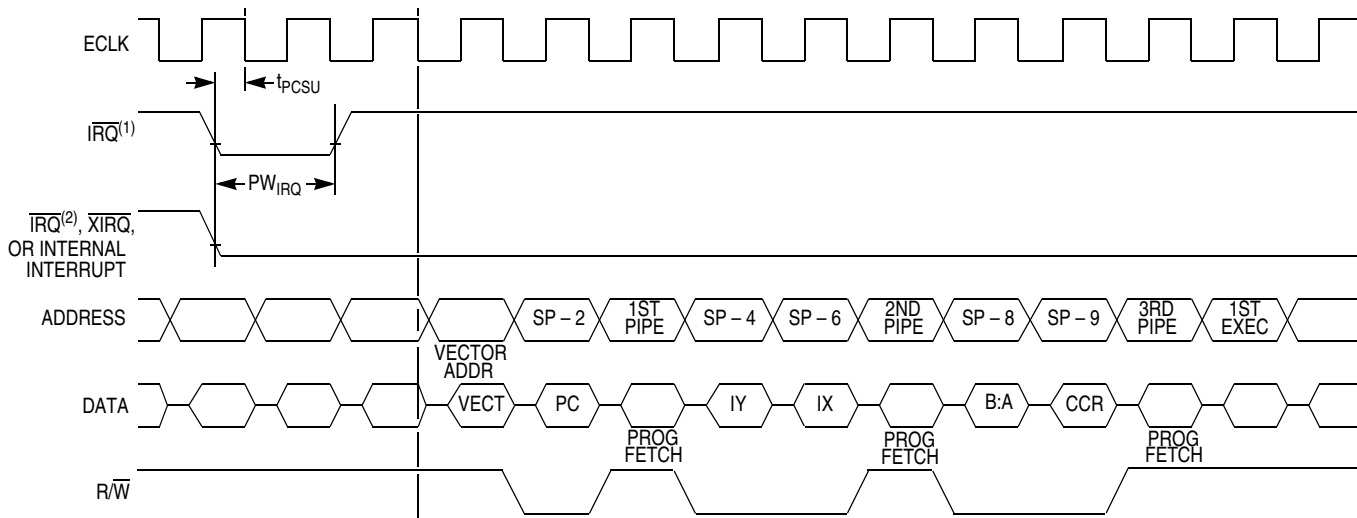 ECLK
tPCSU
IRQ(1)
PWIRQ
IRQ(2), XIRQ,
OR INTERNAL
INTERRUPT
ADDRESS
SP – 2
1ST
PIPE
SP – 4
SP – 6
2ND
PIPE
SP – 8
SP – 9
3RD
PIPE
1ST
EXEC
VECTOR
ADDR
DATA
VECT
PC
IY
IX
B:A
CCR
PROG
FETCH
PROG
FETCH
PROG
FETCH
R/W